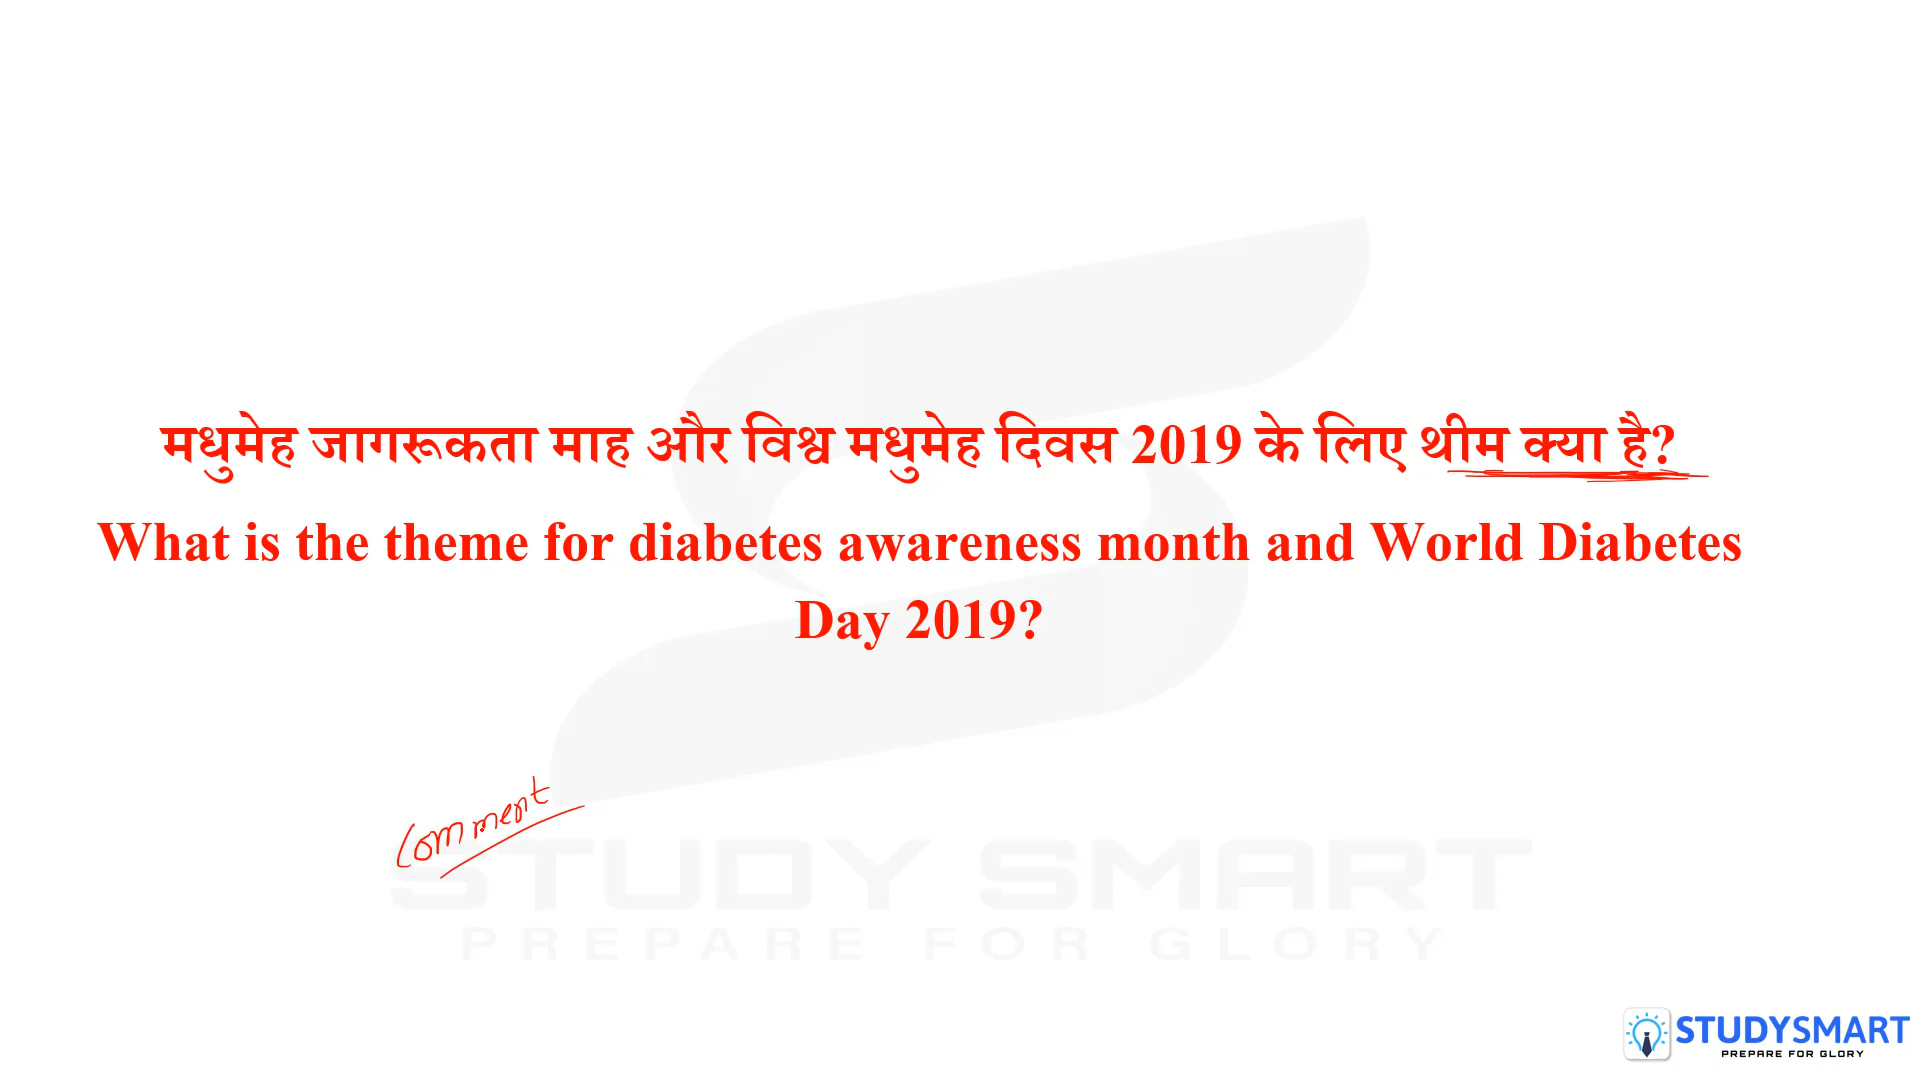 मधुमेह जागरूकता माह और विश्व मधुमेह दिवस 2019 के लिए थीम क्या है?
What is the theme for diabetes awareness month and World Diabetes
Day 2019?
Comment
STUDY SMART
PREPARE FOR GLORY
STUDYSMART
PREPARE FOR GLORY